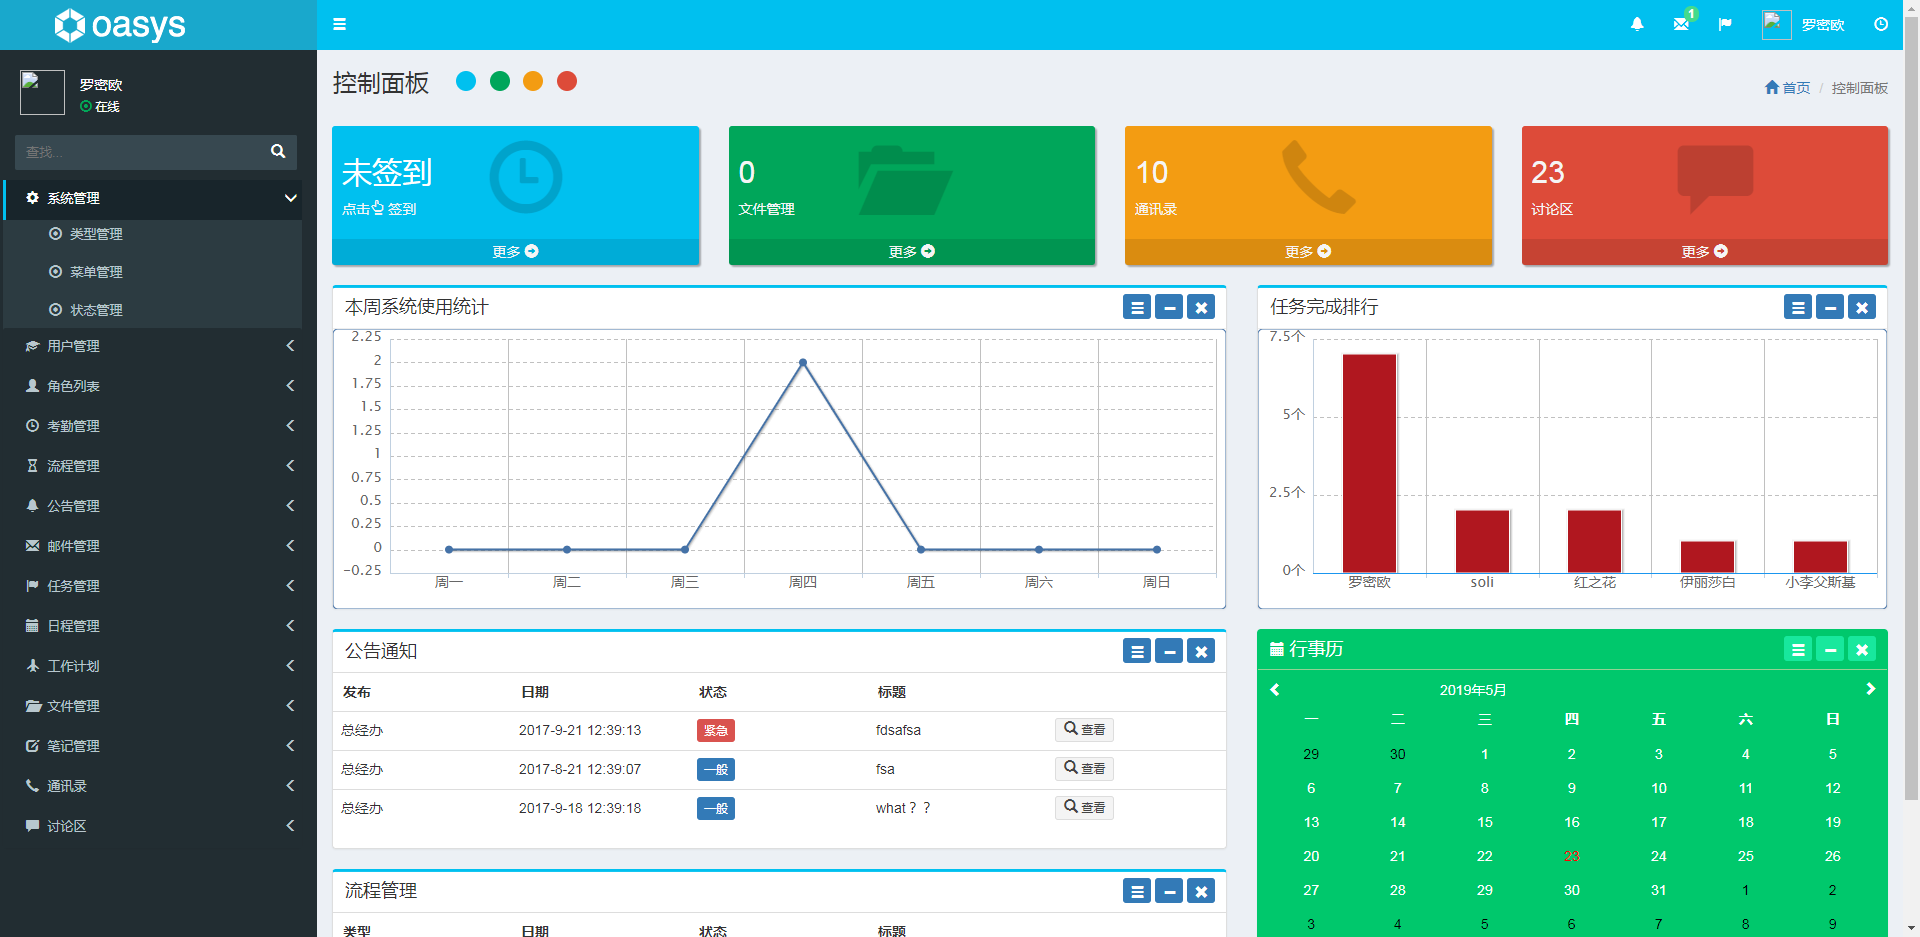 oasys
1
罗密欧
罗密欧
在线
查找...
系统管理
类型管理
菜单管理
状态管理
用户管理
角色列表
考勤管理
流程管理
公告管理
邮件管理
任务管理
日程管理
工作计划
文件管理
笔记管理
通讯录
讨论区
控制面板
首页 / 控制面板
未签到
点击 签到
更多
0
文件管理
更多
10
通讯录
更多
23
讨论区
更多
本周系统使用统计
2.25
2
1.75
1.5
1.25
1
0.75
0.5
0.25
0
-0.25
周一 周二 周三 周四 周五 周六 周日
任务完成排行
7.5个
5个
2.5个
0个
罗密欧 soli 红之花 伊丽莎白 小李父斯基
公告通知
发布 日期 状态 标题
总经办 2017-9-21 12:39:13 紧急 fdsafsa 查看
总经办 2017-8-21 12:39:07 一般 fsa 查看
总经办 2017-9-18 12:39:18 一般 what？？ 查看
流程管理
类型 日期 状态 标题
行事历
2019年5月
一 二 三 四 五 六 日
29 30 1 2 3 4 5
6 7 8 9 10 11 12
13 14 15 16 17 18 19
20 21 22 23 24 25 26
27 28 29 30 31 1 2
3 4 5 6 7 8 9